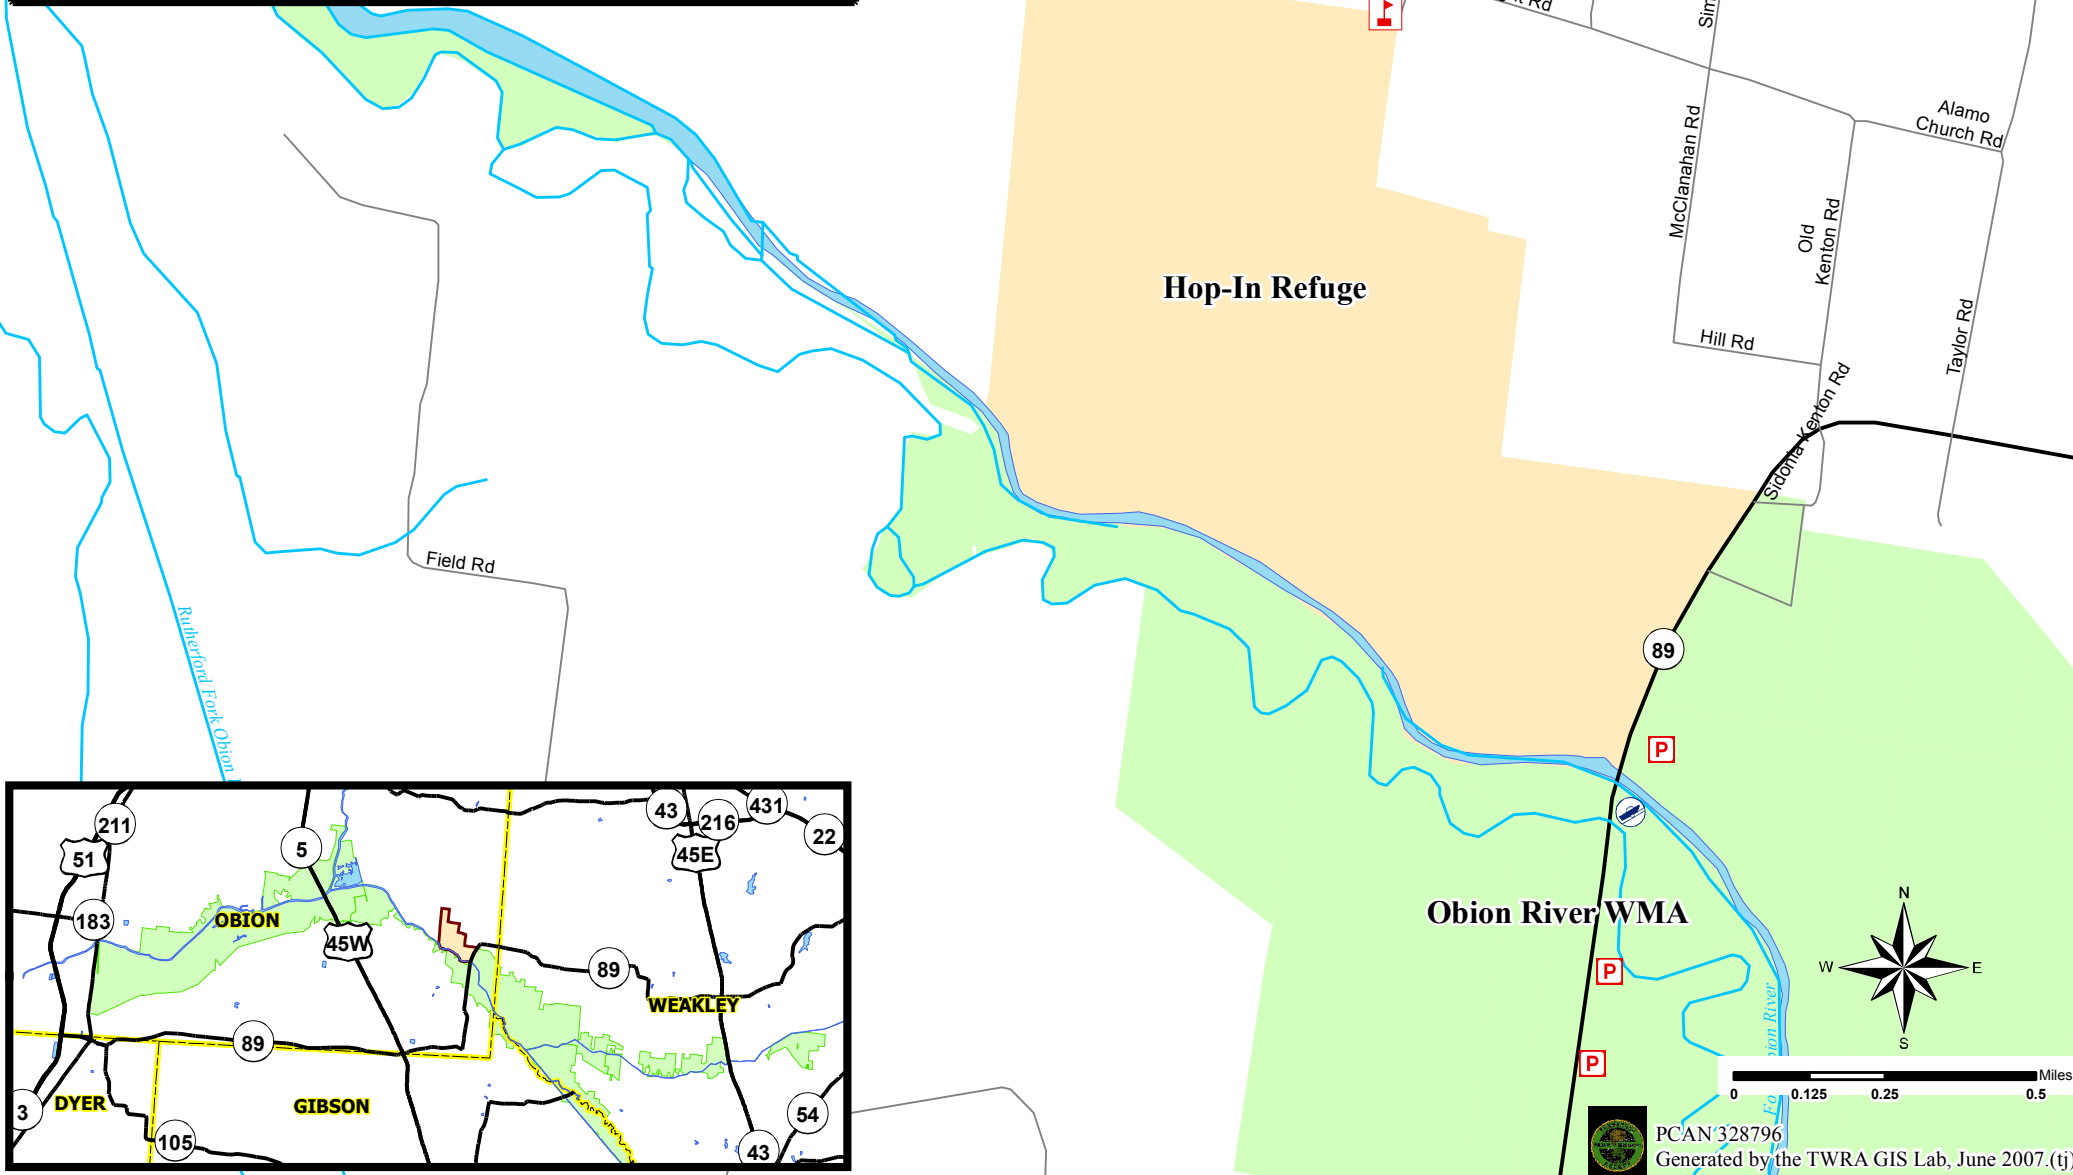 Rd
McClanahan Rd
Alamo
Church Rd
Old
Kenton Rd
Hop-In Refuge
Hill Rd
Taylor Rd
Sidonia Kenton Rd
Field Rd
Rutherford Fork Obion
89
P
Obion River WMA
P
P
N
W
E
S
River
0
0.125
0.25
0.5
Miles
PCAN 328796
Generated by the TWRA GIS Lab, June 2007.(tj)
211
51
5
43
216
431
22
45E
183
OBION
45W
89
WEAKLEY
89
3
DYER
GIBSON
105
54
43